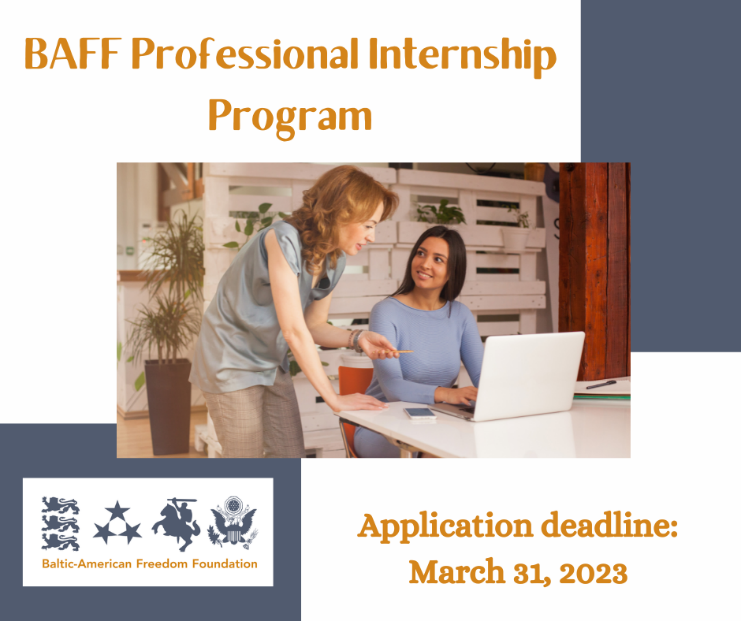 BAFF Professional Internship
Program
Baltic-American Freedom Foundation
Application deadline:
March 31, 2023